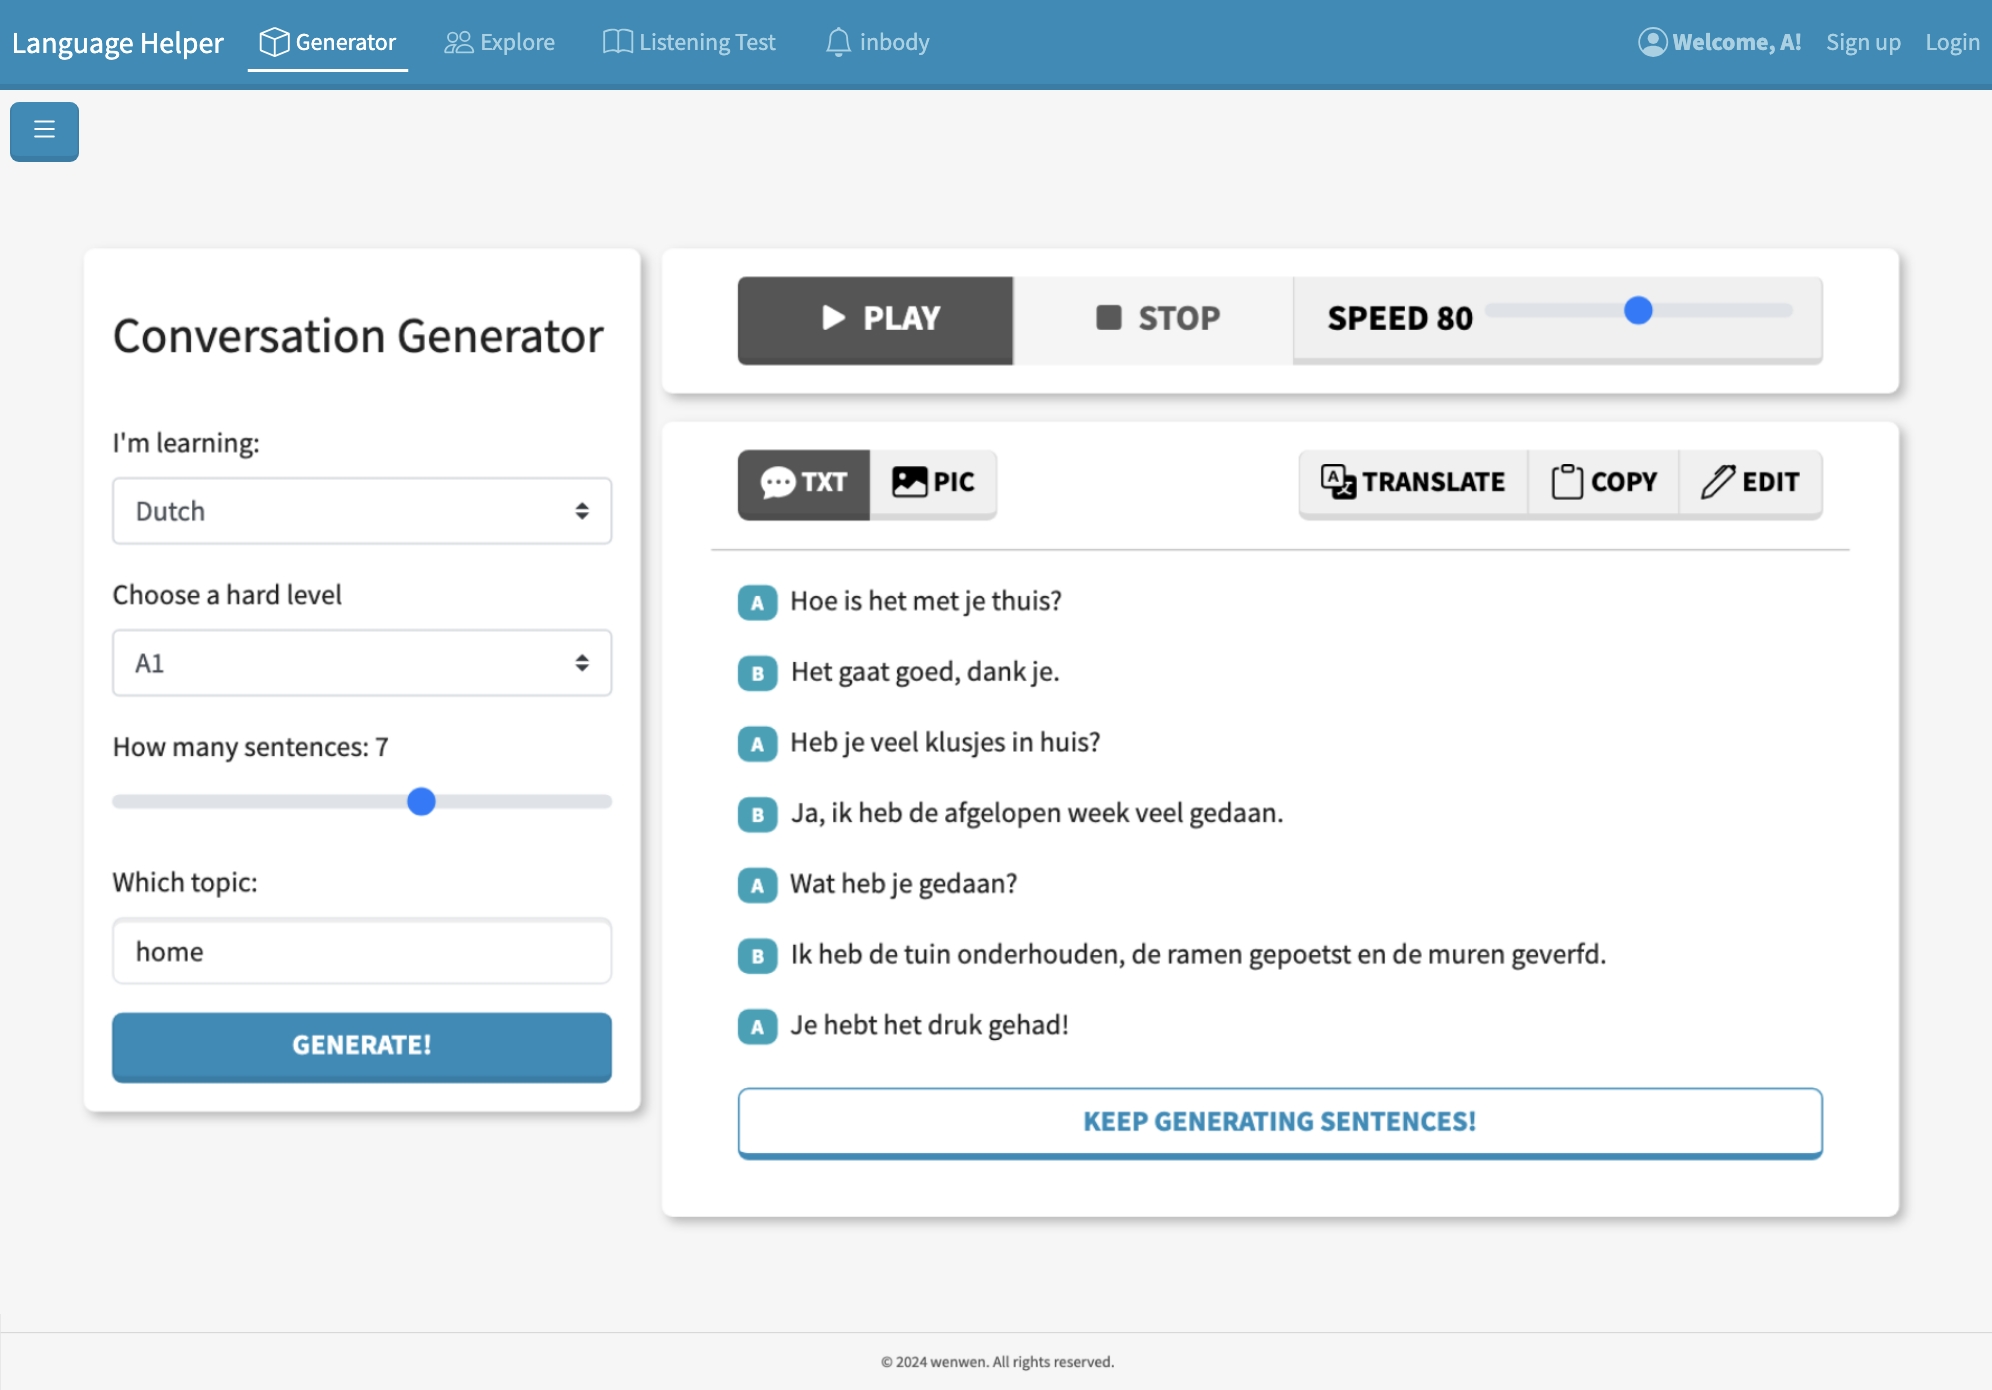 Language Helper Generator Explore Listening Test inbody Welcome, A! Sign up Login
Conversation Generator
I'm learning:
Dutch
Choose a hard level
A1
How many sentences: 7
Which topic:
home
GENERATE!
PLAY STOP SPEED 80
TXT PIC TRANSLATE COPY EDIT
A Hoe is het met je thuis?
B Het gaat goed, dank je.
A Heb je veel klusjes in huis?
B Ja, ik heb de afgelopen week veel gedaan.
A Wat heb je gedaan?
B Ik heb de tuin onderhouden, de ramen gepoetst en de muren geverfd.
A Je hebt het druk gehad!
KEEP GENERATING SENTENCES!
© 2024 wenwen. All rights reserved.